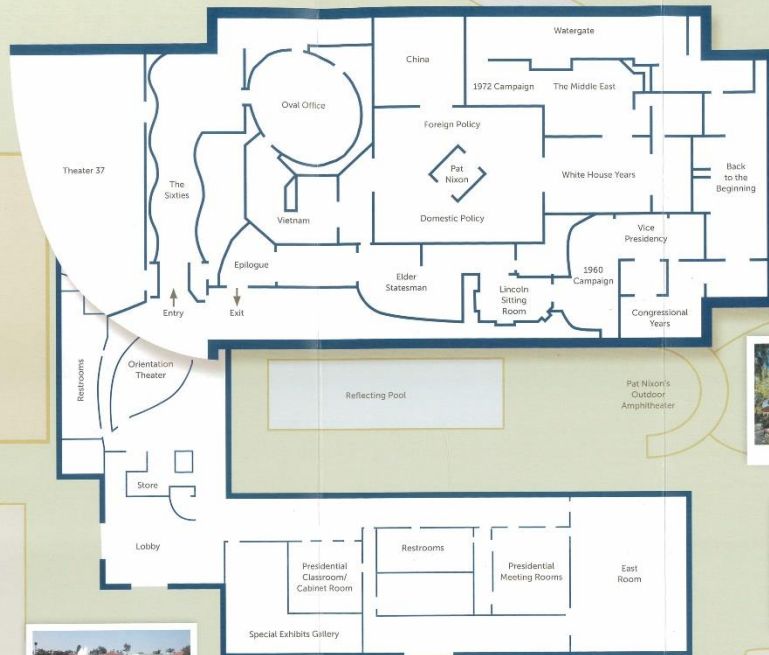 Watergate
China
1972 Campaign
The Middle East
Oval Office
Foreign Policy
Theater 37
The
Sixties
Pat
Nixon
White House Years
Back
to the
Beginning
Vietnam
Domestic Policy
Vice
Presidency
Epilogue
Elder
Statesman
1960
Campaign
Lincoln
Sitting
Room
Congressional
Years
Entry
Exit
Restrooms
Orientation
Theater
Reflecting Pool
Pat Nixon's
Outdoor
Amphitheater
Store
Lobby
Restrooms
Presidential
Classroom/
Cabinet Room
Presidential
Meeting Rooms
East
Room
Special Exhibits Gallery